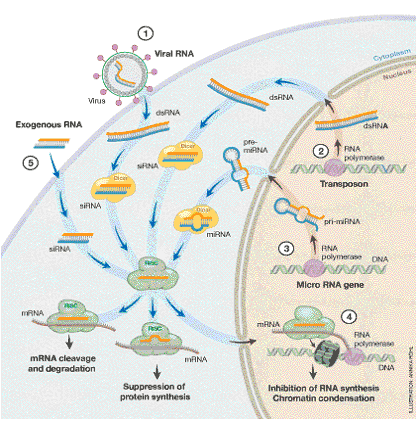 1
Viral RNA
Virus
Cytoplasm
Nucleus
dsRNA
dsRNA
dsRNA
Exogenous RNA
5
2
RNA
polymerase
Transposon
pre-
miRNA
siRNA
Dicer
siRNA
Dicer
siRNA
Dicer
miRNA
pri-miRNA
3
RNA
polymerase
DNA
Micro RNA gene
siRNA
RISC
mRNA
RISC
RISC
mRNA
mRNA
4
RNA
polymerase
DNA
mRNA cleavage
and degradation
Suppression of
protein synthesis
Inhibition of RNA synthesis
Chromatin condensation